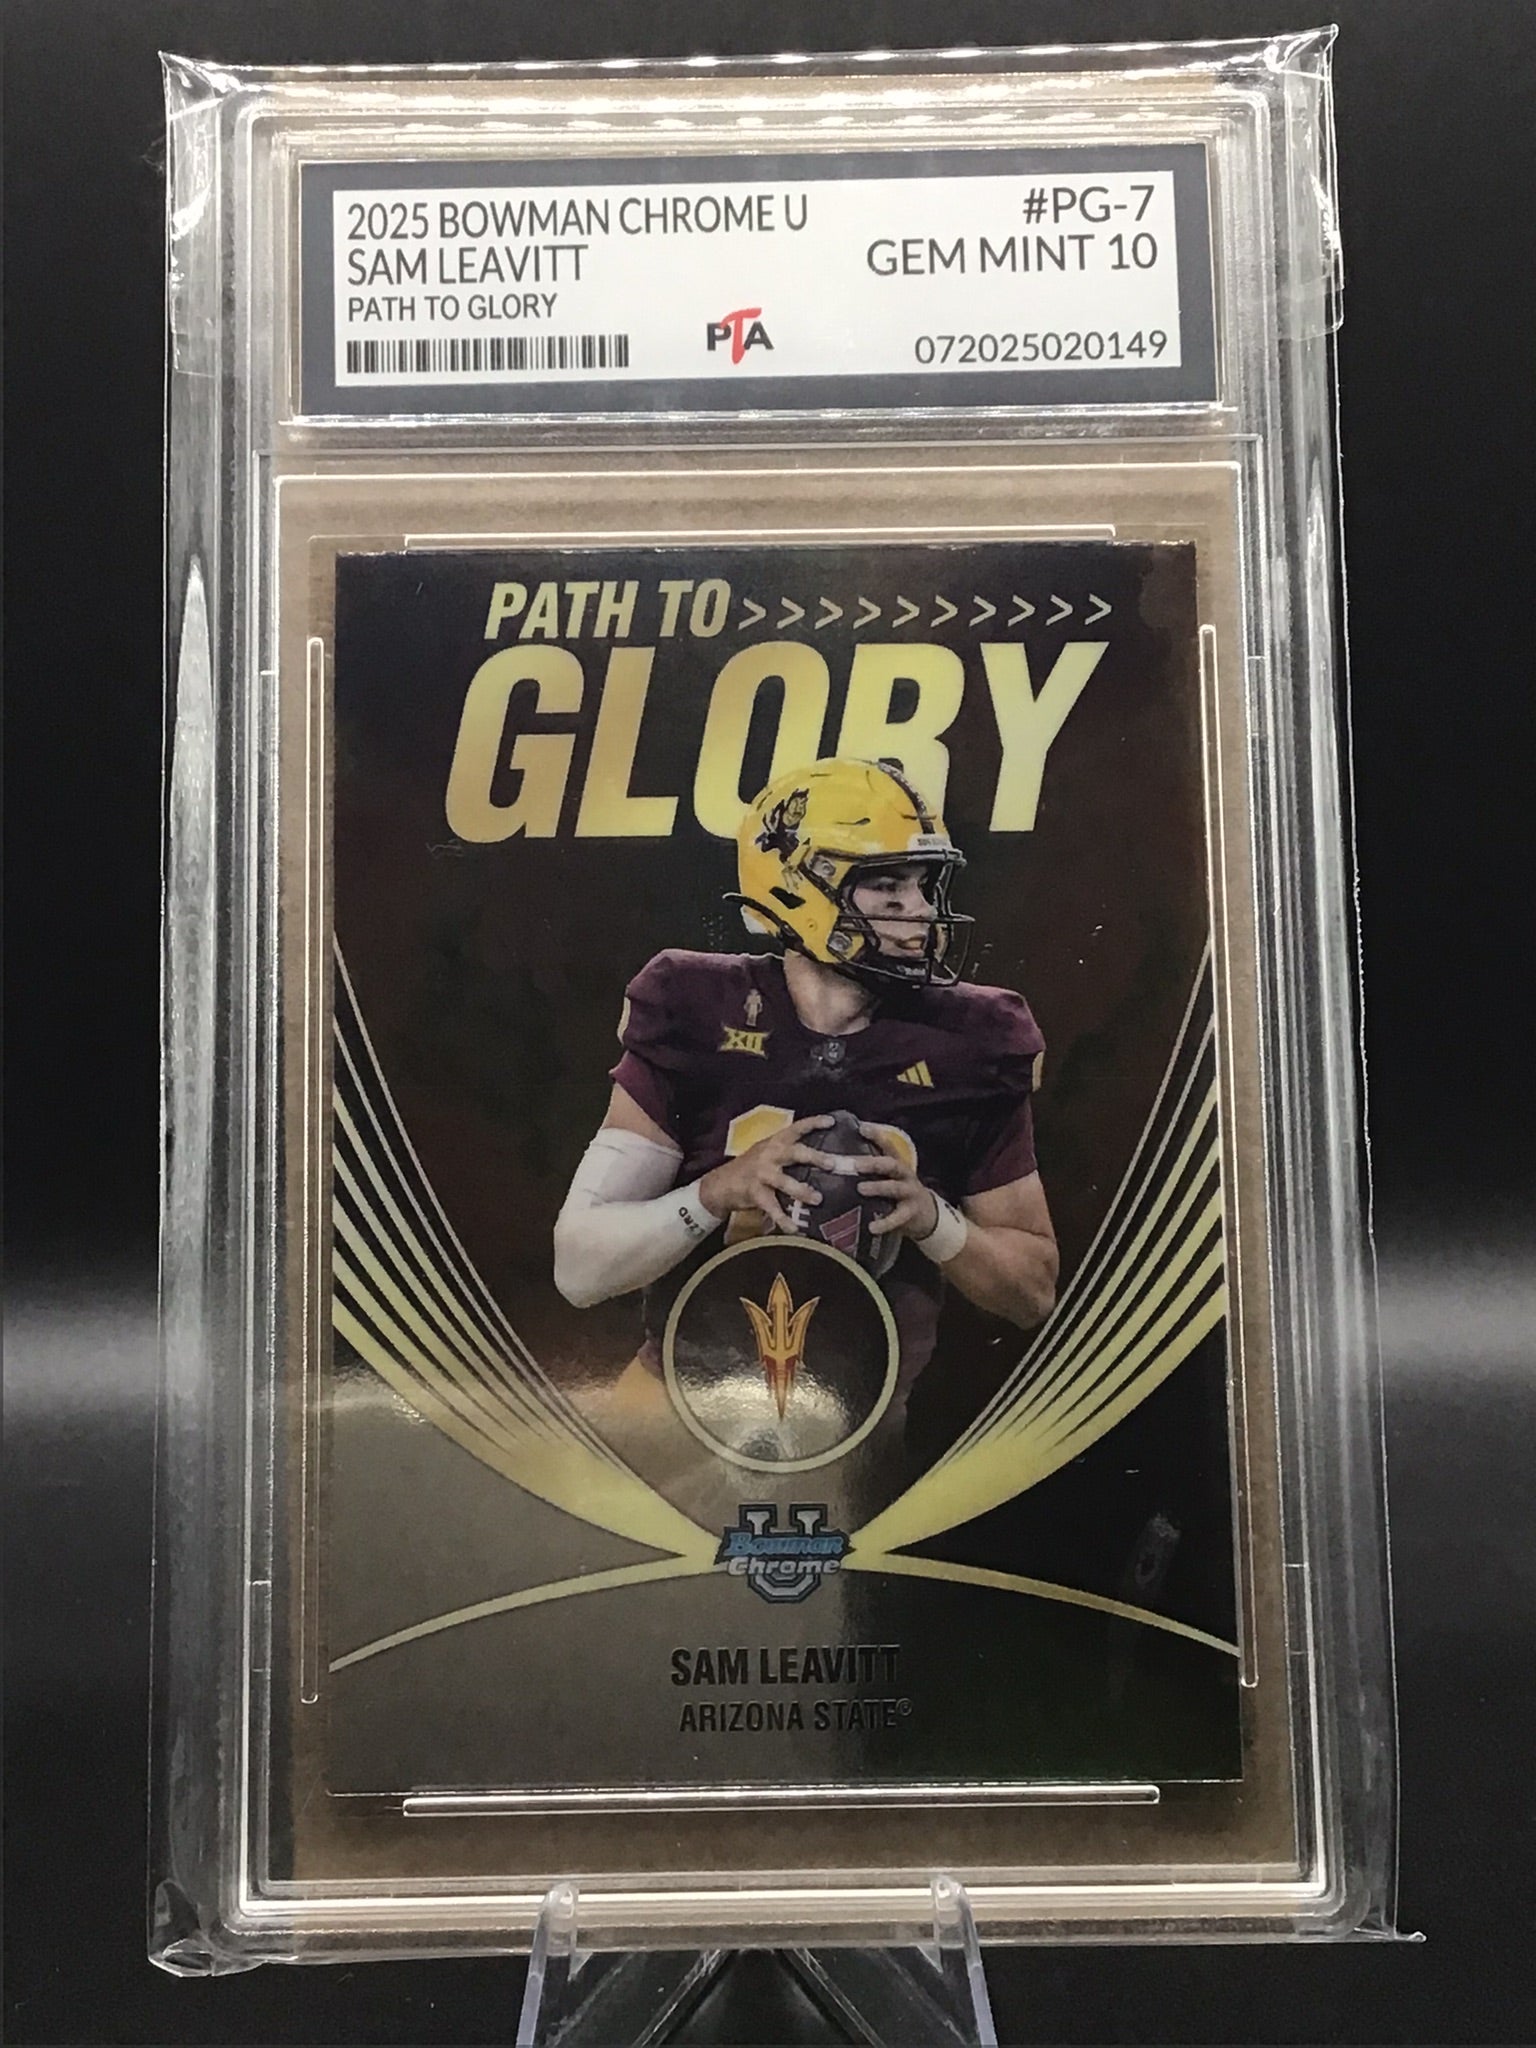 2025 BOWMAN CHROME U #PG-7
SAM LEAVITT GEM MINT 10
PATH TO GLORY
PTA
072025020149
PATH TO >>>>>>>>>>
GLORY
XII
U
Bowman
Chrome
SAM LEAVITT
ARIZONA STATE®